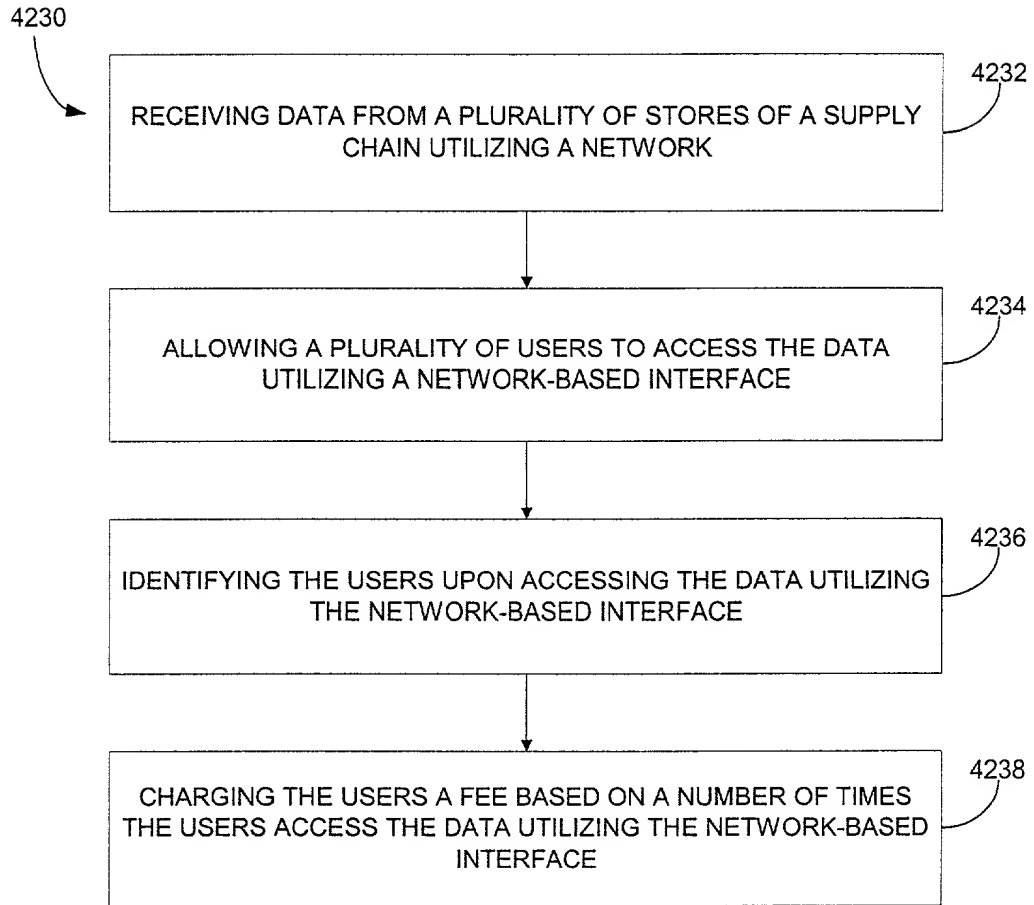 4230
4232
RECEIVING DATA FROM A PLURALITY OF STORES OF A SUPPLY
CHAIN UTILIZING A NETWORK
4234
ALLOWING A PLURALITY OF USERS TO ACCESS THE DATA
UTILIZING A NETWORK-BASED INTERFACE
4236
IDENTIFYING THE USERS UPON ACCESSING THE DATA UTILIZING
THE NETWORK-BASED INTERFACE
4238
CHARGING THE USERS A FEE BASED ON A NUMBER OF TIMES
THE USERS ACCESS THE DATA UTILIZING THE NETWORK-BASED
INTERFACE